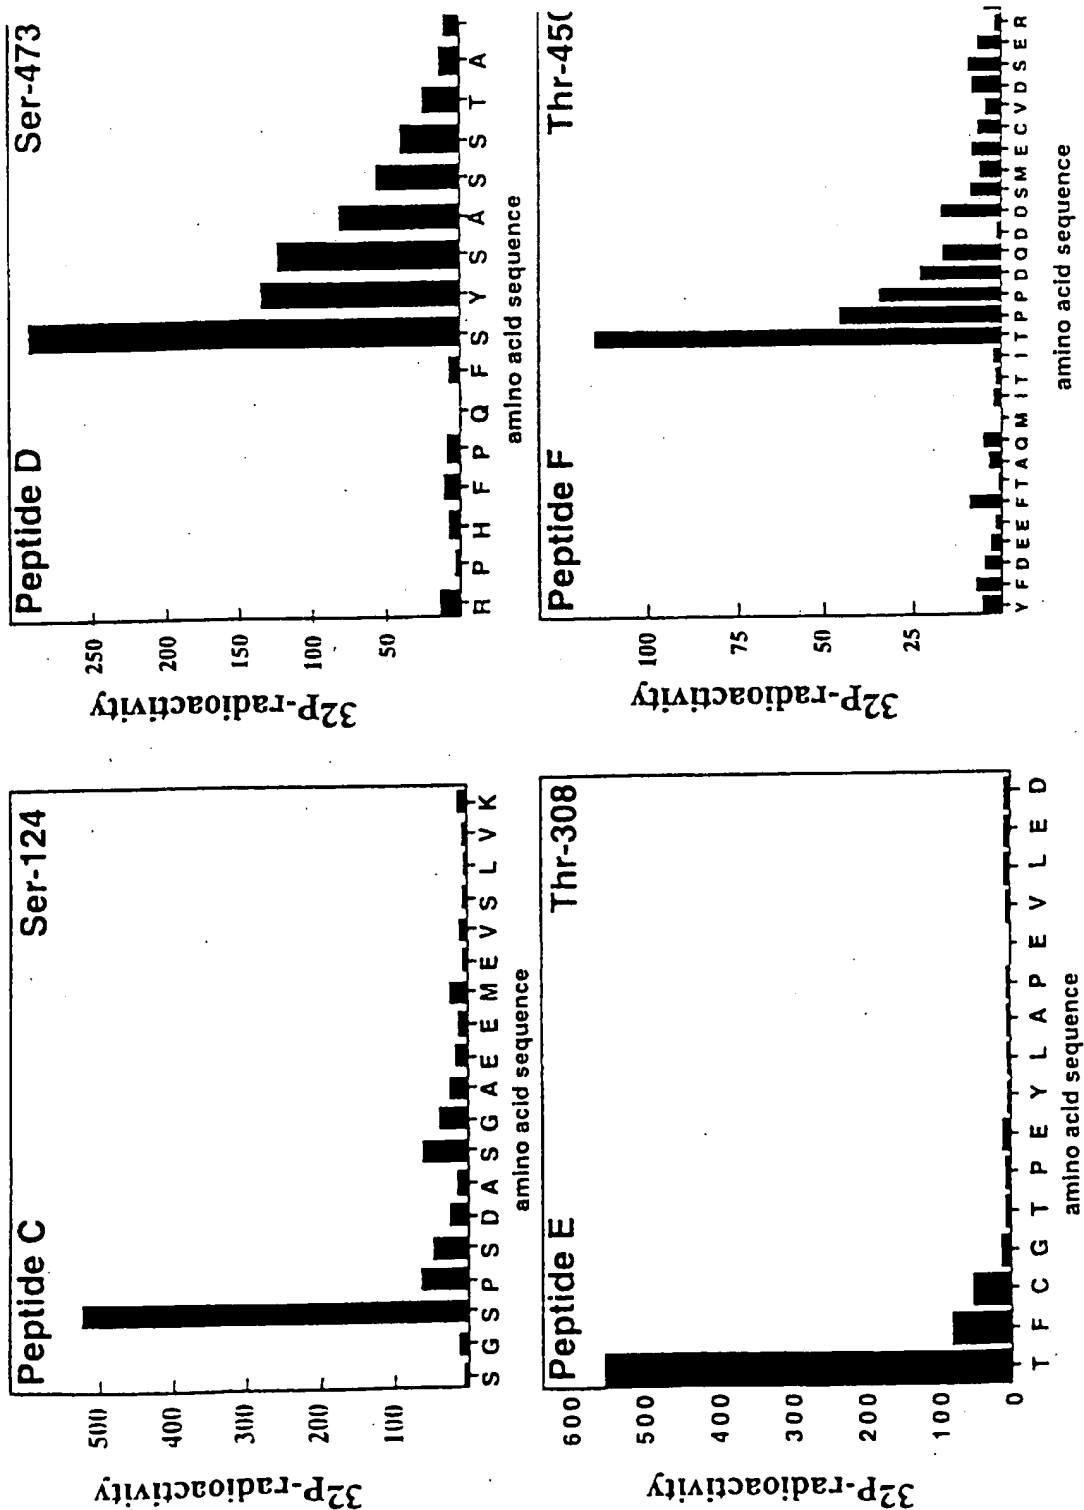 Peptide C
Ser-124
32P-radioactivity
500
400
300
200
100
S G S P S D A S G A E E M E V S L V K
amino acid sequence
Peptide D
Ser-473
32P-radioactivity
250
200
150
100
50
R P H F P Q F S Y S A S S T A
amino acid sequence
Peptide E
Thr-308
32P-radioactivity
600
500
400
300
200
100
0
T F C G T P E Y L A P E V L E D
amino acid sequence
Peptide F
Thr-45
32P-radioactivity
100
75
50
25
Y F D E E F T A Q M I T I T P P D Q D D S M E C V D S E R
amino acid sequence